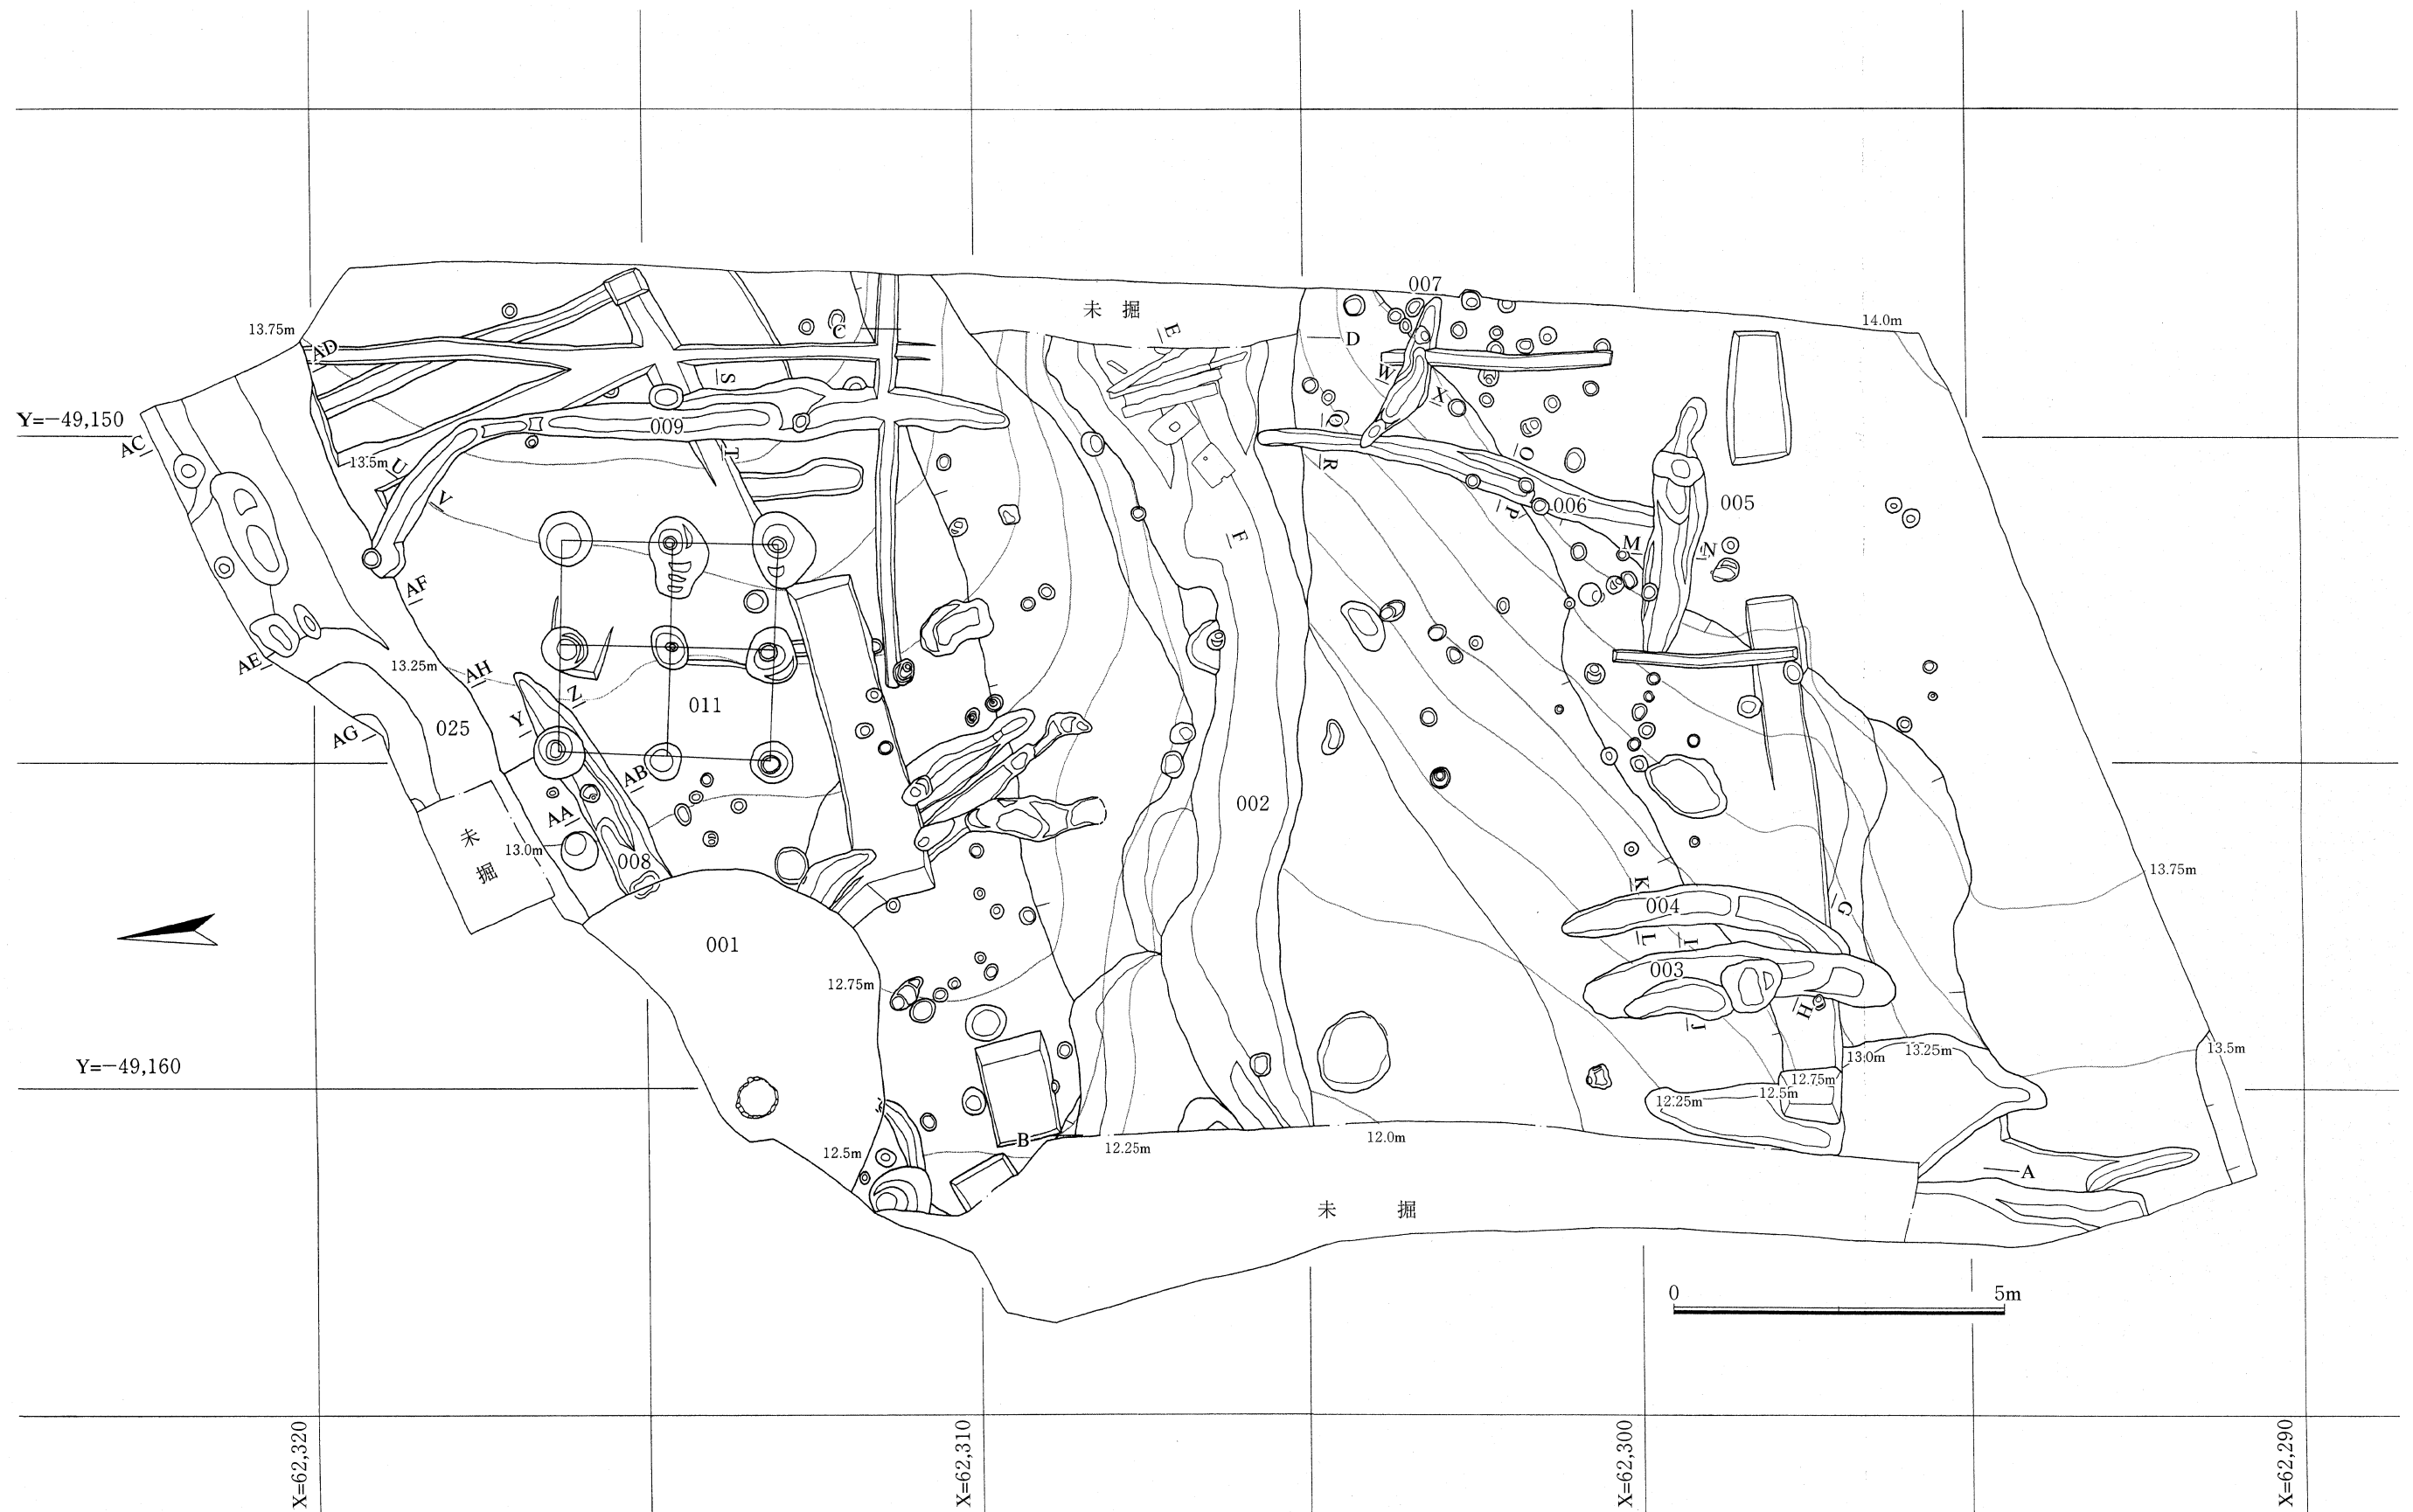 007
未 掘
E
D
14.0m
13.75m
AD
C
W
X
S
Y=−49,150
AC
009
Q
O
T
R
13.5m
U
V
P
006
005
M
N
F
AF
AE
13.25m
AH
Z
Y
011
025
AG
AB
AA
002
未
掘
13.0m
008
13.75m
K
004
G
001
L
I
003
12.75m
H
J
Y=−49,160
13.0m
13.25m
13.5m
12.75m
12.5m
12.25m
B
12.25m
12.0m
12.5m
A
未 掘
0
5m
X=62,320
X=62,310
X=62,300
X=62,290